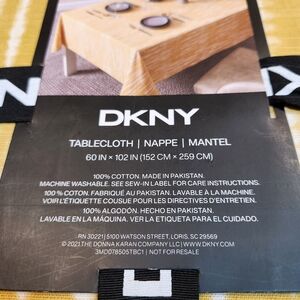 DKNY
TABLECLOTH | NAPPE | MANTEL
60 IN × 102 IN (152 CM × 259 CM)
100% COTTON. MADE IN PAKISTAN.
MACHINE WASHABLE. SEE SEW-IN LABEL FOR CARE INSTRUCTIONS.
100 % COTON. FABRIQUÉ AU PAKISTAN. LAVABLE À LA MACHINE.
VOIR L'ÉTIQUETTE COUSUE POUR LES DIRECTIVES D'ENTRETIEN.
100% ALGODÓN. HECHO EN PAKISTÁN.
LAVABLE EN LA MÁQUINA. VER LA ETIQUETA PARA EL CUIDADO.
RN 30221 | 5100 WATSON STREET, LORIS, SC 29569
© 2021 THE DONNA KARAN COMPANY LLC | WWW.DKNY.COM
3MD078505TBC1 | NOT FOR RESALE